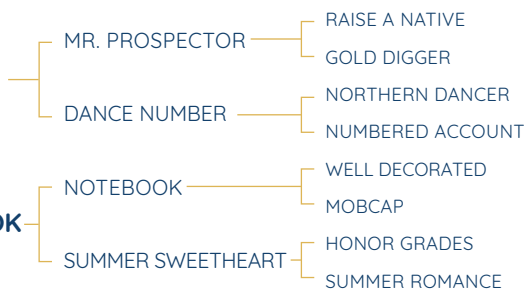 MR. PROSPECTOR
RAISE A NATIVE
GOLD DIGGER
DANCE NUMBER
NORTHERN DANCER
NUMBERED ACCOUNT
NOTEBOOK
WELL DECORATED
MOBCAP
OK
SUMMER SWEETHEART
HONOR GRADES
SUMMER ROMANCE